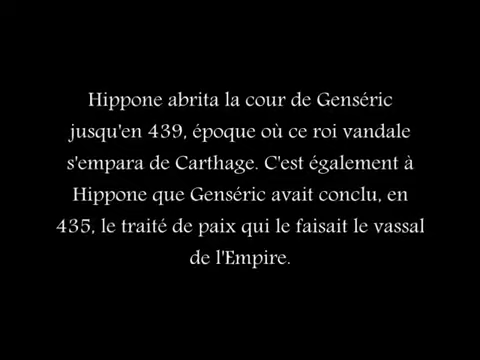 Hippone abrita la cour de Genséric
jusqu'en 439, époque où ce roi vandale
s'empara de Carthage. C'est également à
Hippone que Genséric avait conclu, en
435, le traité de paix qui le faisait le vassal
de l'Empire.